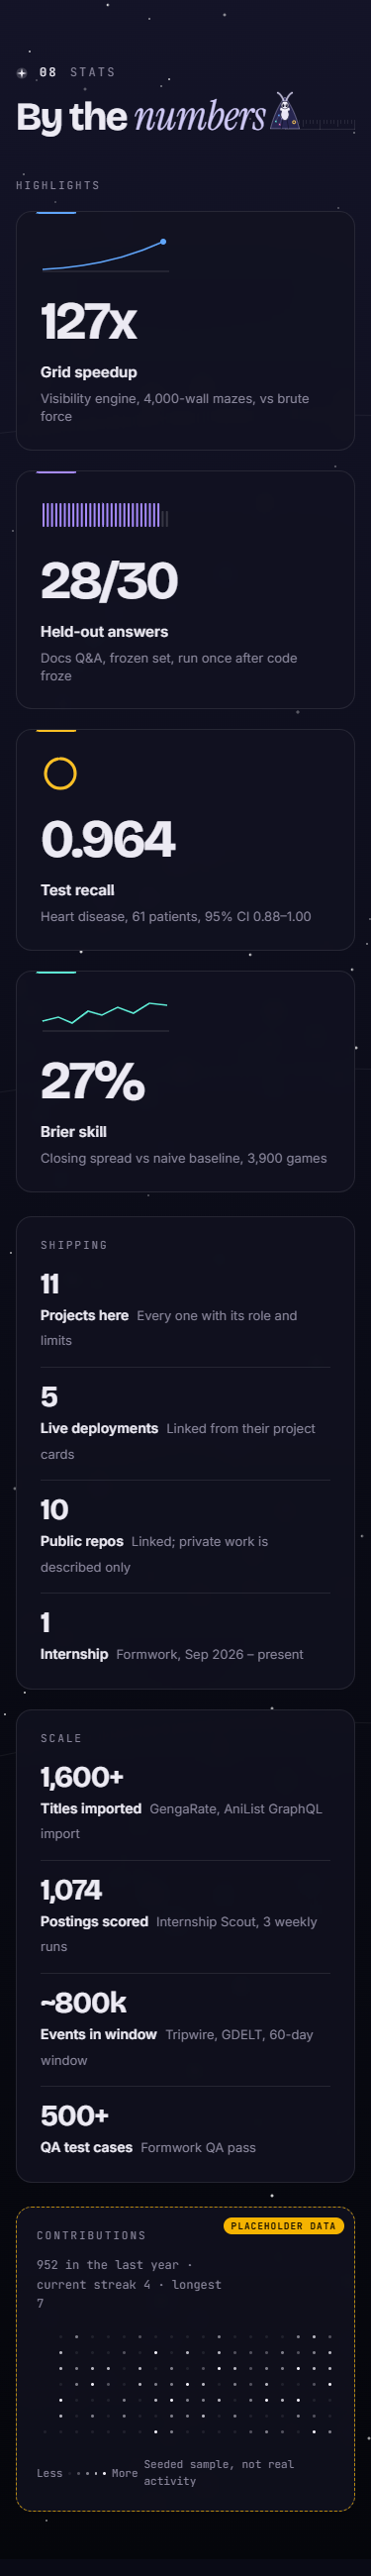 08 STATS
By the numbers
HIGHLIGHTS
127x
Grid speedup
Visibility engine, 4,000-wall mazes, vs brute
force
28/30
Held-out answers
Docs Q&A, frozen set, run once after code
froze
0.964
Test recall
Heart disease, 61 patients, 95% CI 0.88–1.00
27%
Brier skill
Closing spread vs naive baseline, 3,900 games
SHIPPING
11
Projects here Every one with its role and
limits
5
Live deployments Linked from their project
cards
10
Public repos Linked; private work is
described only
1
Internship Formwork, Sep 2026 – present
SCALE
1,600+
Titles imported GengaRate, AniList GraphQL
import
1,074
Postings scored Internship Scout, 3 weekly
runs
~800k
Events in window Tripwire, GDELT, 60-day
window
500+
QA test cases Formwork QA pass
PLACEHOLDER DATA
CONTRIBUTIONS
952 in the last year ·
current streak 4 · longest
7
Less More Seeded sample, not real
activity